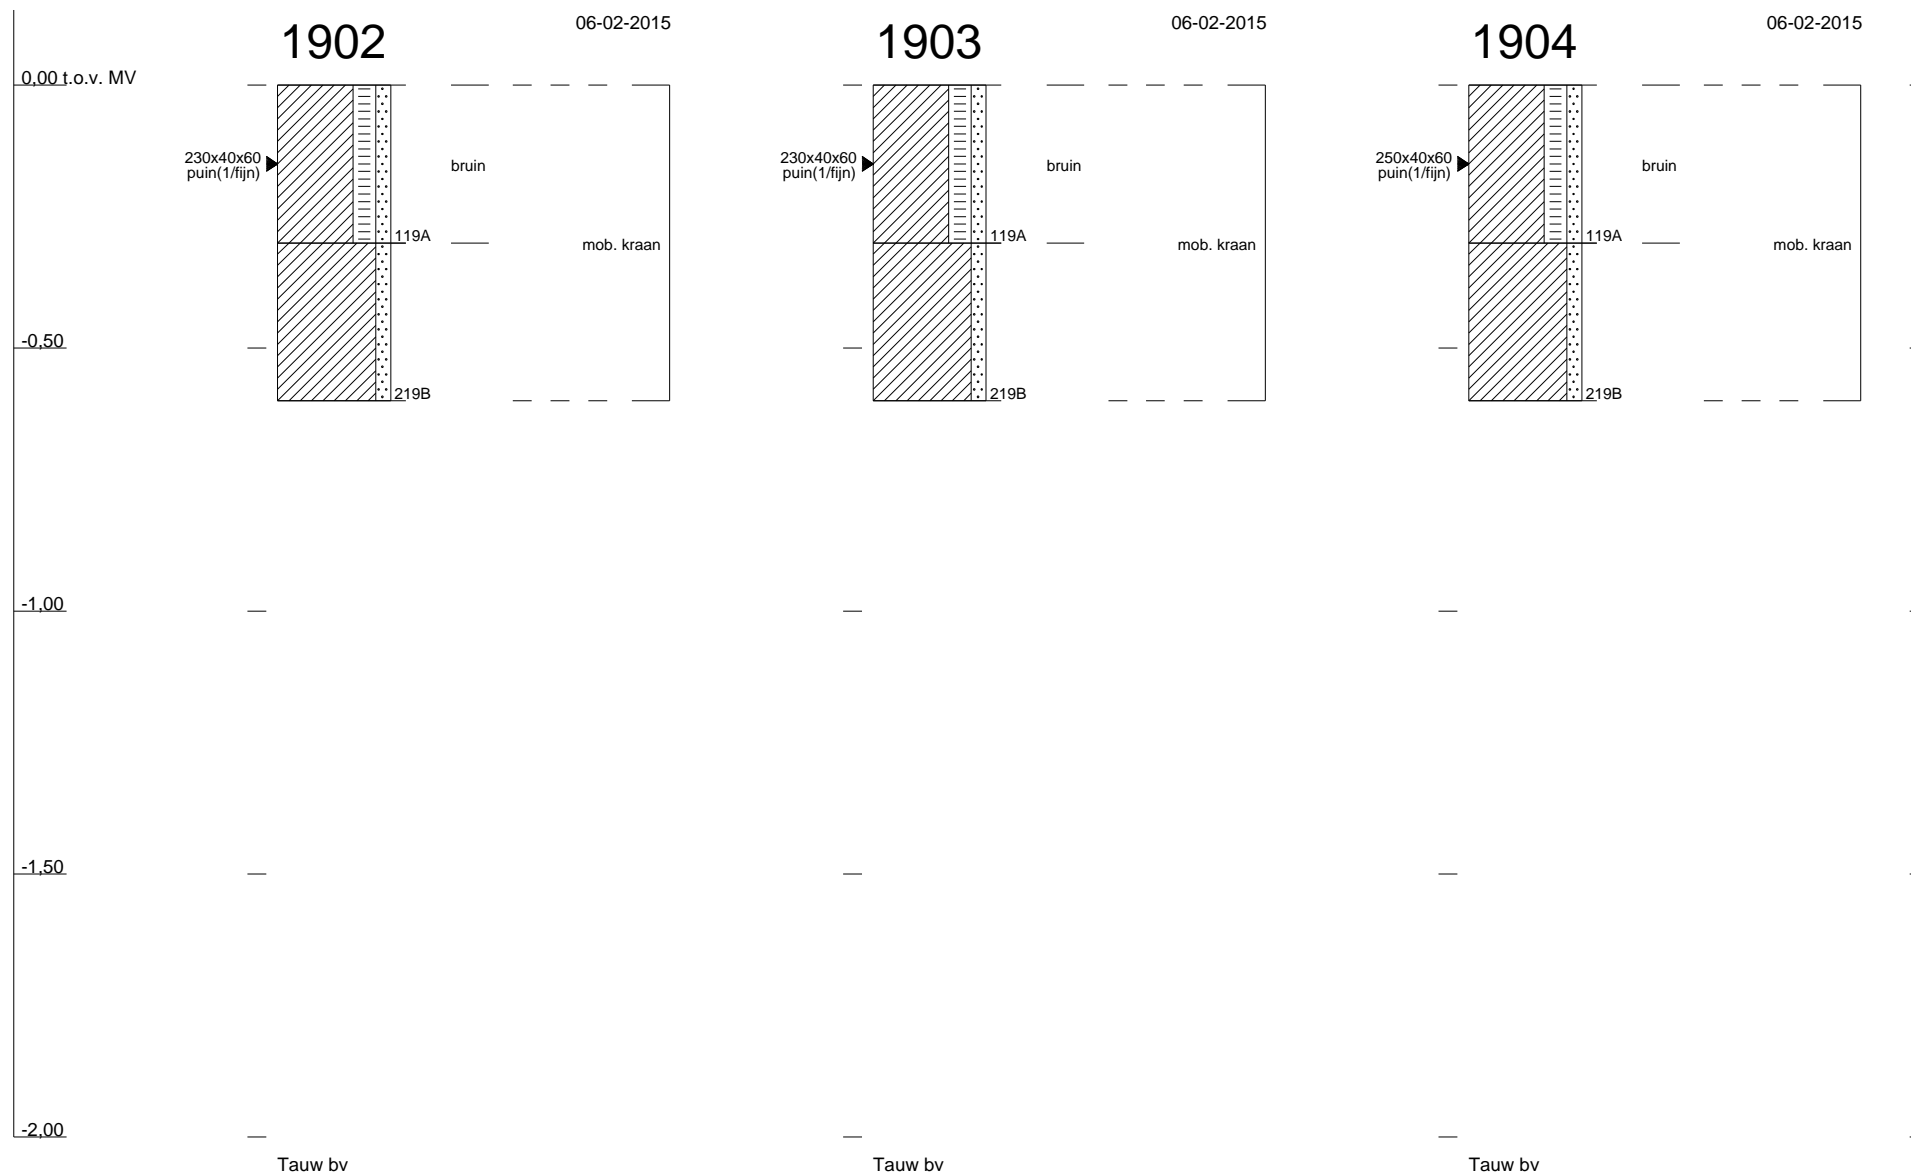 1902
06-02-2015
1903
06-02-2015
1904
06-02-2015
0,00 t.o.v. MV
230x40x60
puin(1/fijn)
bruin
119A
mob. kraan
219B
230x40x60
puin(1/fijn)
bruin
119A
mob. kraan
219B
250x40x60
puin(1/fijn)
bruin
119A
mob. kraan
219B
-0,50
-1,00
-1,50
-2,00
Tauw bv
Tauw bv
Tauw bv